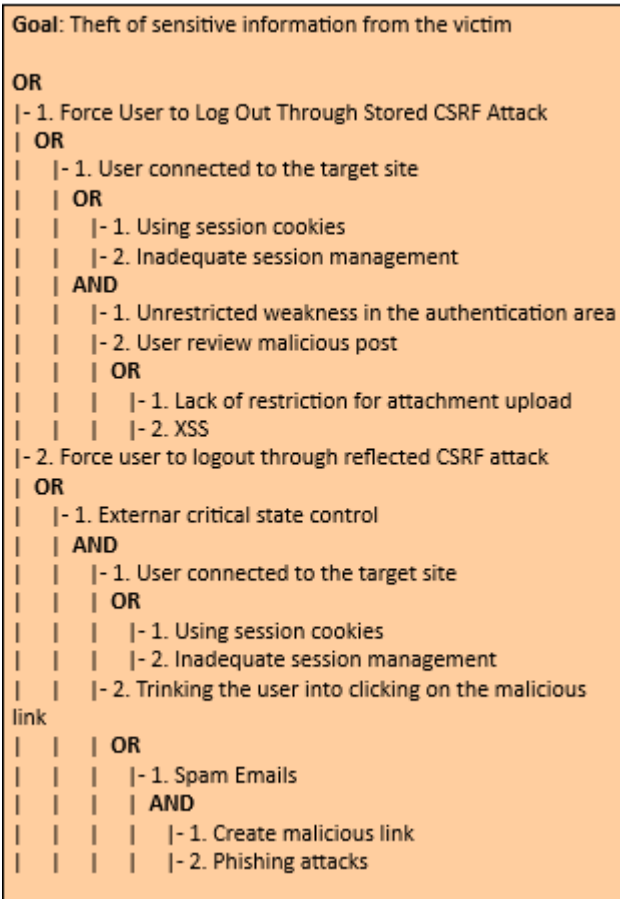 Goal: Theft of sensitive information from the victim
OR
|- 1. Force User to Log Out Through Stored CSRF Attack
| OR
| |- 1. User connected to the target site
| | OR
| | |- 1. Using session cookies
| | |- 2. Inadequate session management
| | AND
| | |- 1. Unrestricted weakness in the authentication area
| | |- 2. User review malicious post
| | | OR
| | | |- 1. Lack of restriction for attachment upload
| | | |- 2. XSS
|- 2. Force user to logout through reflected CSRF attack
| OR
| |- 1. Externar critical state control
| | AND
| | |- 1. User connected to the target site
| | | OR
| | | |- 1. Using session cookies
| | | |- 2. Inadequate session management
| | |- 2. Trinking the user into clicking on the malicious
link
| | | OR
| | | |- 1. Spam Emails
| | | | AND
| | | | |- 1. Create malicious link
| | | | |- 2. Phishing attacks